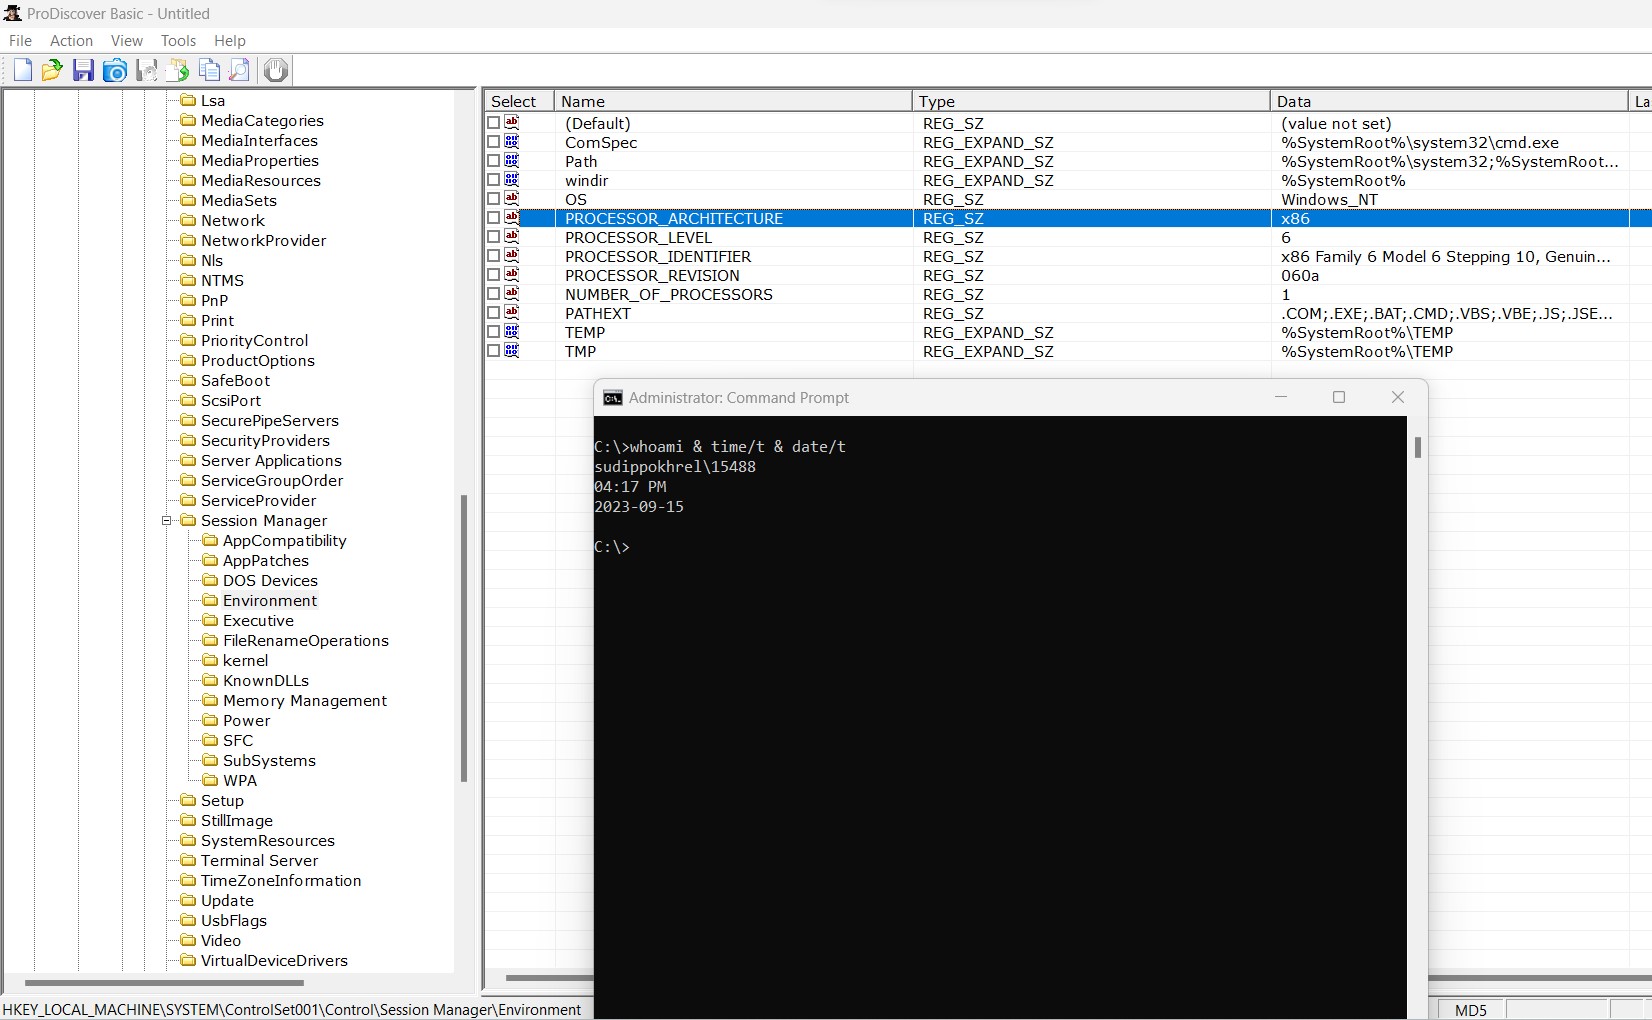 ProDiscover Basic - Untitled
File Action View Tools Help
Lsa
MediaCategories
MediaInterfaces
MediaProperties
MediaResources
MediaSets
Network
NetworkProvider
Nls
NTMS
PnP
Print
PriorityControl
ProductOptions
SafeBoot
ScsiPort
SecurePipeServers
SecurityProviders
Server Applications
ServiceGroupOrder
ServiceProvider
Session Manager
AppCompatibility
AppPatches
DOS Devices
Environment
Executive
FileRenameOperations
kernel
KnownDLLs
Memory Management
Power
SFC
SubSystems
WPA
Setup
StillImage
SystemResources
Terminal Server
TimeZoneInformation
Update
UsbFlags
Video
VirtualDeviceDrivers
Select Name Type Data La
(Default) REG_SZ (value not set)
ComSpec REG_EXPAND_SZ %SystemRoot%\system32\cmd.exe
Path REG_EXPAND_SZ %SystemRoot%\system32;%SystemRoot...
windir REG_EXPAND_SZ %SystemRoot%
OS REG_SZ Windows_NT
PROCESSOR_ARCHITECTURE REG_SZ x86
PROCESSOR_LEVEL REG_SZ 6
PROCESSOR_IDENTIFIER REG_SZ x86 Family 6 Model 6 Stepping 10, Genuin...
PROCESSOR_REVISION REG_SZ 060a
NUMBER_OF_PROCESSORS REG_SZ 1
PATHEXT REG_SZ .COM;.EXE;.BAT;.CMD;.VBS;.VBE;.JS;.JSE...
TEMP REG_EXPAND_SZ %SystemRoot%\TEMP
TMP REG_EXPAND_SZ %SystemRoot%\TEMP
Administrator: Command Prompt
C:\>whoami & time/t & date/t
sudippokhrel\15488
04:17 PM
2023-09-15
C:\>
HKEY_LOCAL_MACHINE\SYSTEM\ControlSet001\Control\Session Manager\Environment
MD5